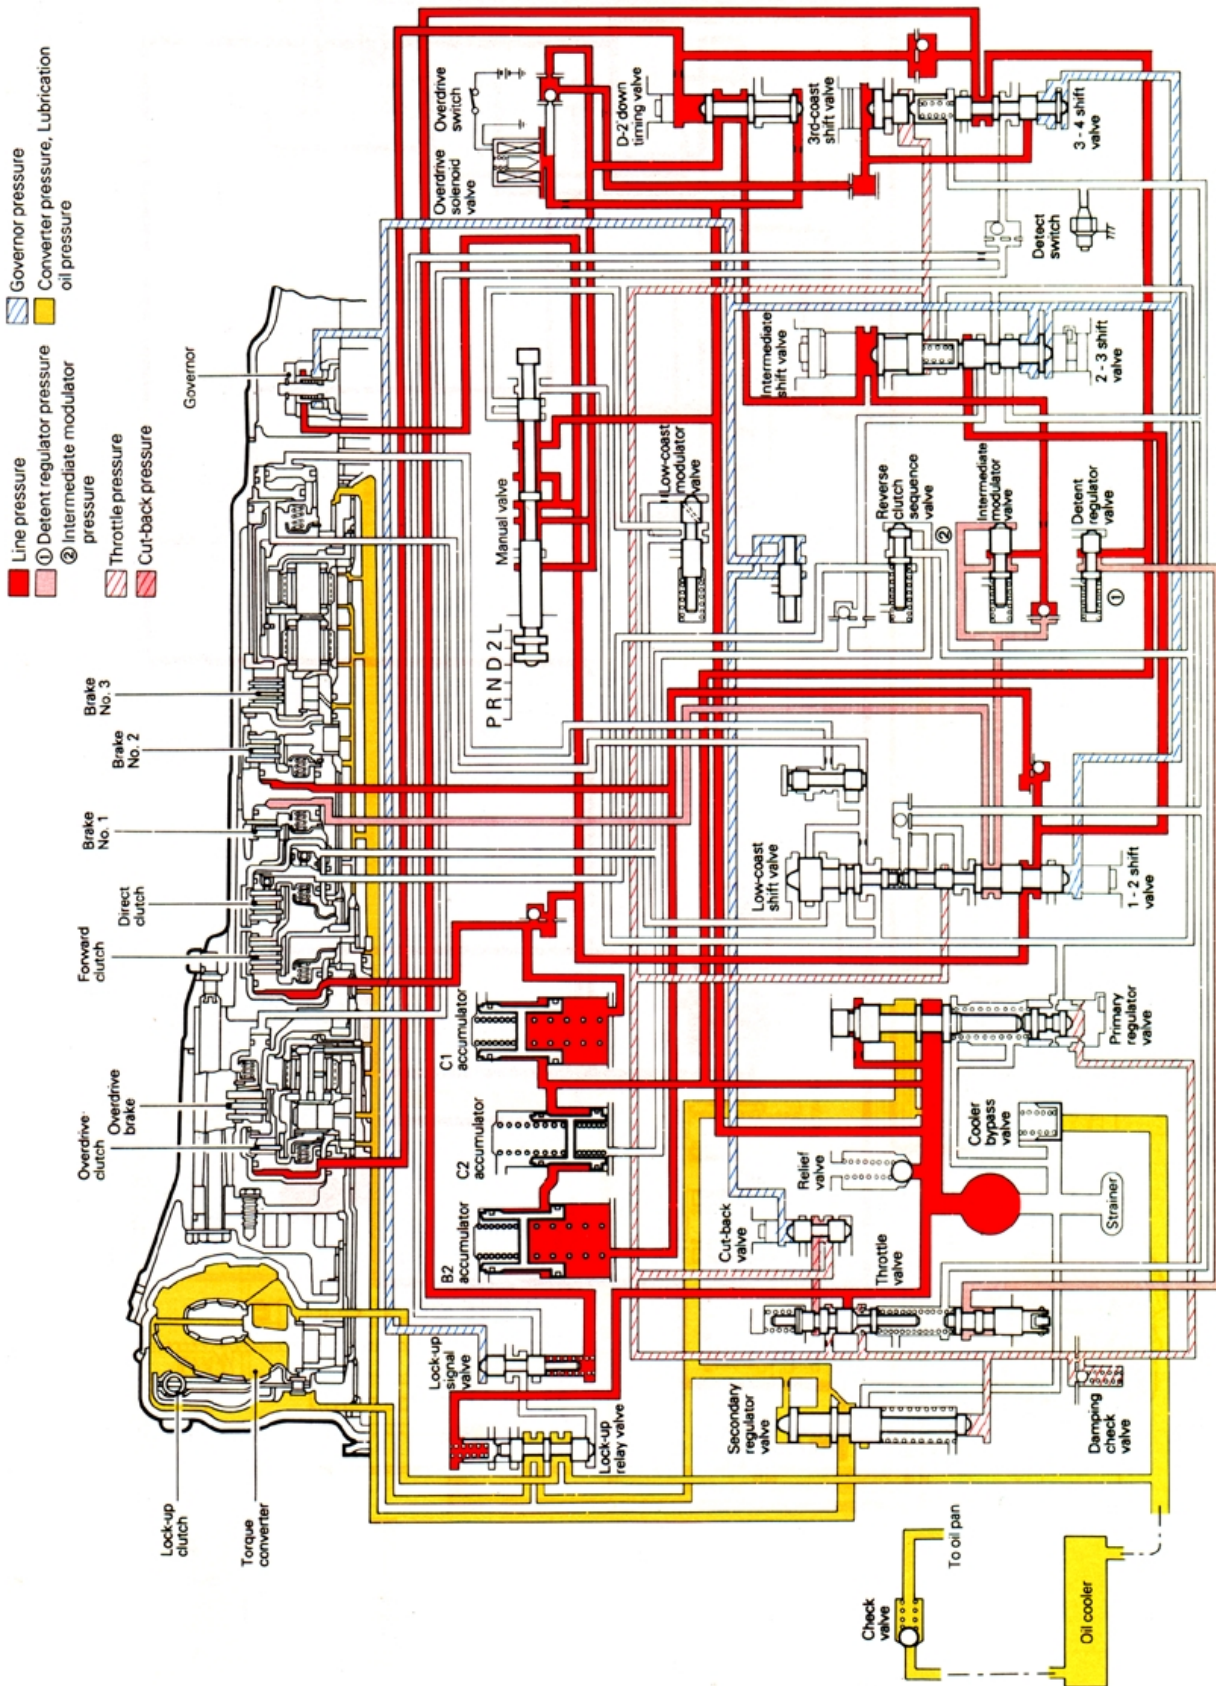 Line pressure
① Detent regulator pressure
② Intermediate modulator
pressure
Throttle pressure
Cut-back pressure
Governor pressure
Converter pressure, Lubrication
oil pressure
Lock-up
clutch
Torque
converter
Overdrive
clutch
Overdrive
brake
Forward
clutch
Direct
clutch
Brake
No. 1
Brake
No. 2
Brake
No. 3
Governor
Lock-up
signal
valve
Lock-up
relay valve
B2
accumulator
C2
accumulator
C1
accumulator
P R N D 2 L
Manual valve
Overdrive
solenoid
valve
Overdrive
switch
D-2 down
timing valve
3rd-coast
shift valve
3 - 4 shift
valve
Detect
switch
Intermediate
shift valve
2 - 3 shift
valve
Low-coast
modulator
valve
Reverse
clutch
sequence
valve
②
Intermediate
modulator
valve
Detent
regulator
valve
①
Low-coast
shift valve
1 - 2 shift
valve
Primary
regulator
valve
Cooler
bypass
valve
Relief
valve
Strainer
Cut-back
valve
Throttle
valve
Secondary
regulator
valve
Damping
check
valve
Check
valve
To oil pan
Oil cooler